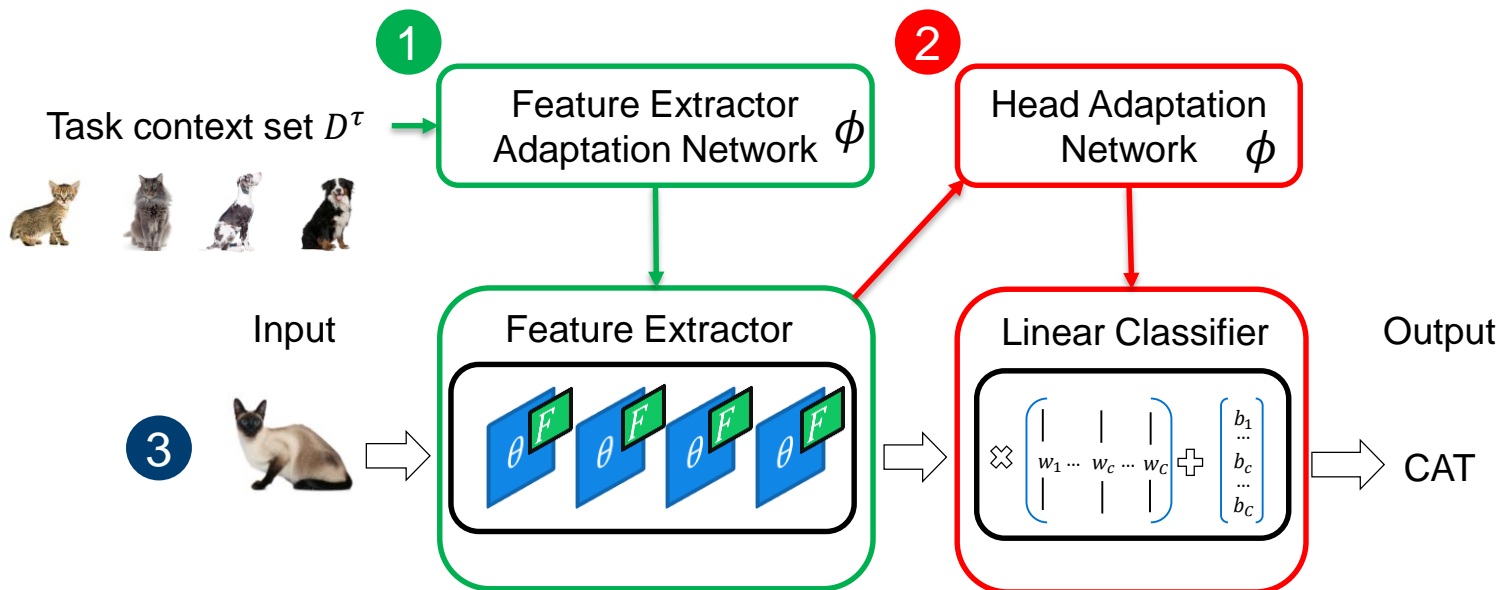 1
2
Feature Extractor
Adaptation Network ϕ
Head Adaptation
Network ϕ
Task context set D^τ
Input
Feature Extractor
Linear Classifier
Output
3
θ F θ F θ F θ F
w_1 ... w_c ... w_C
b_1
...
b_c
...
b_C
CAT